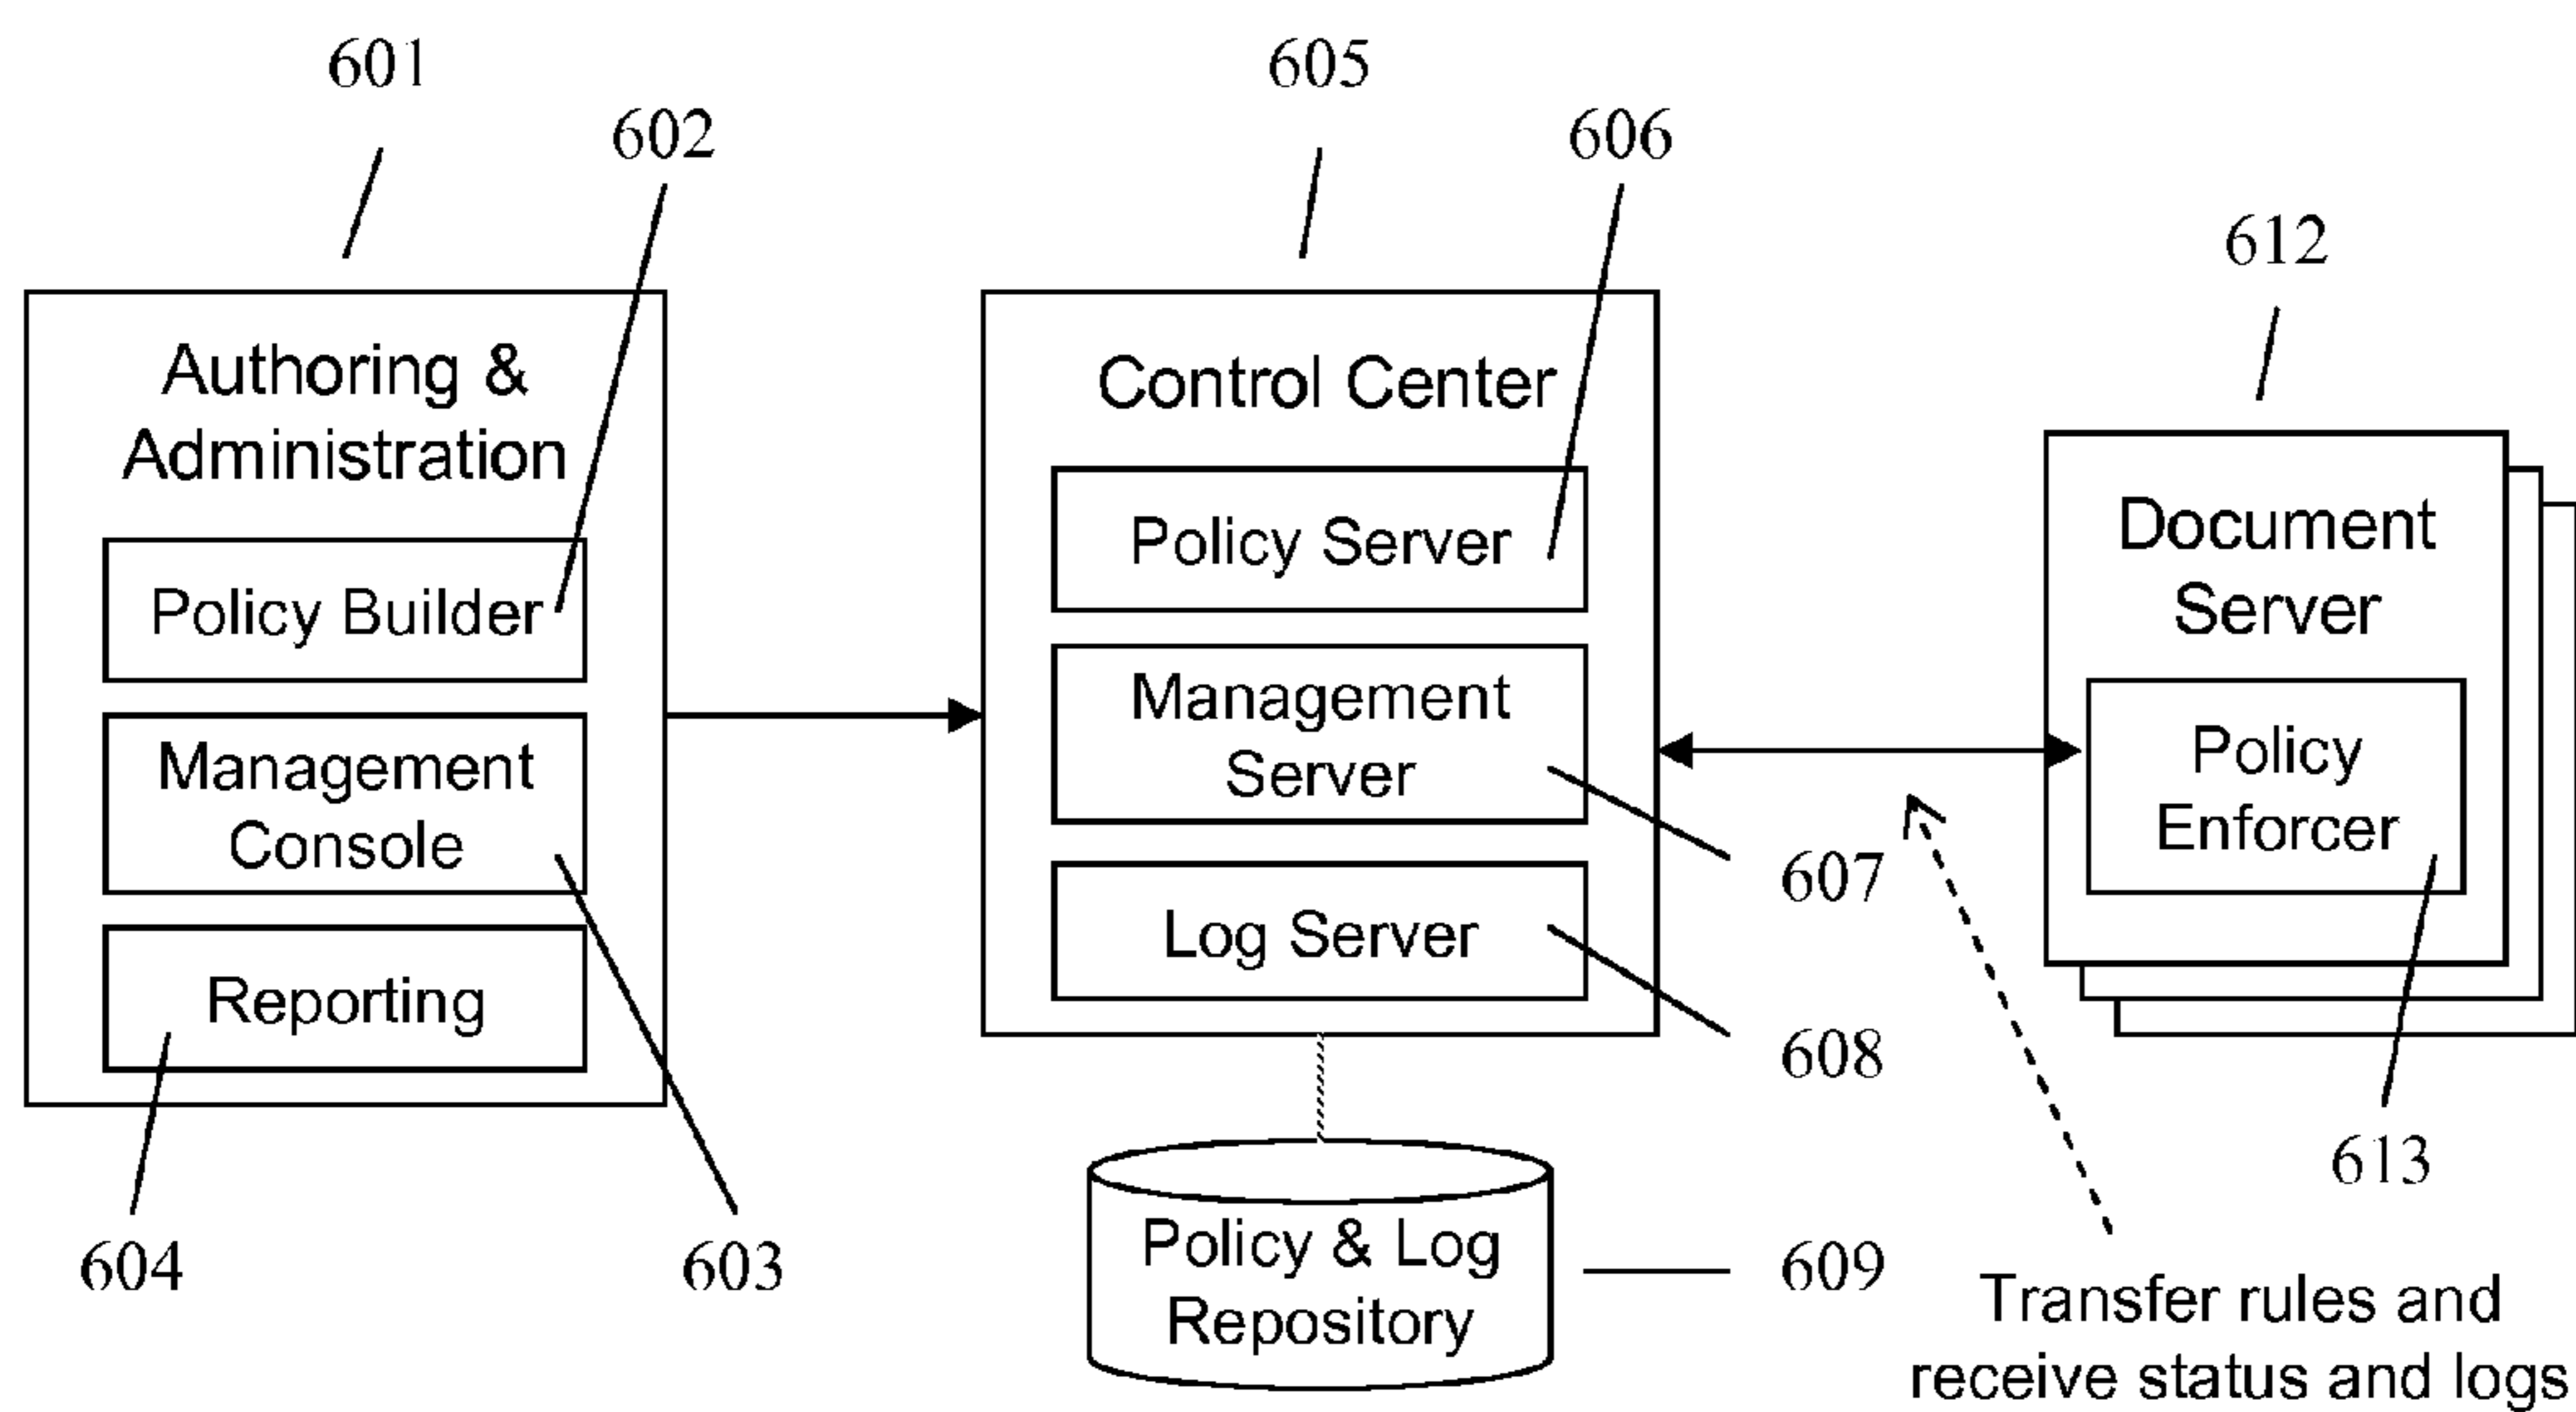 601
602
605
606
612
Authoring &
Administration
Policy Builder
Management
Console
Reporting
604
603
Control Center
Policy Server
Management
Server
Log Server
607
608
Policy & Log
Repository
609
Document
Server
Policy
Enforcer
613
Transfer rules and
receive status and logs